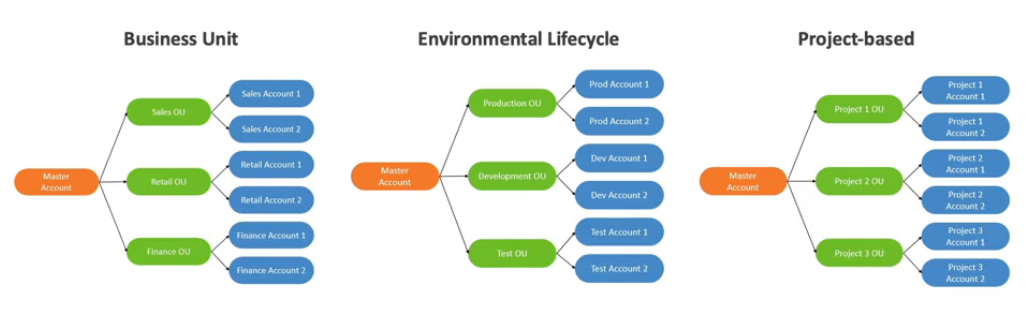 Business Unit
Master
Account
Sales OU
Sales Account 1
Sales Account 2
Retail OU
Retail Account 1
Retail Account 2
Finance OU
Finance Account 1
Finance Account 2
Environmental Lifecycle
Master
Account
Production OU
Prod Account 1
Prod Account 2
Development OU
Dev Account 1
Dev Account 2
Test OU
Test Account 1
Test Account 2
Project-based
Master
Account
Project 1 OU
Project 1
Account 1
Project 1
Account 2
Project 2 OU
Project 2
Account 1
Project 2
Account 2
Project 3 OU
Project 3
Account 1
Project 3
Account 2